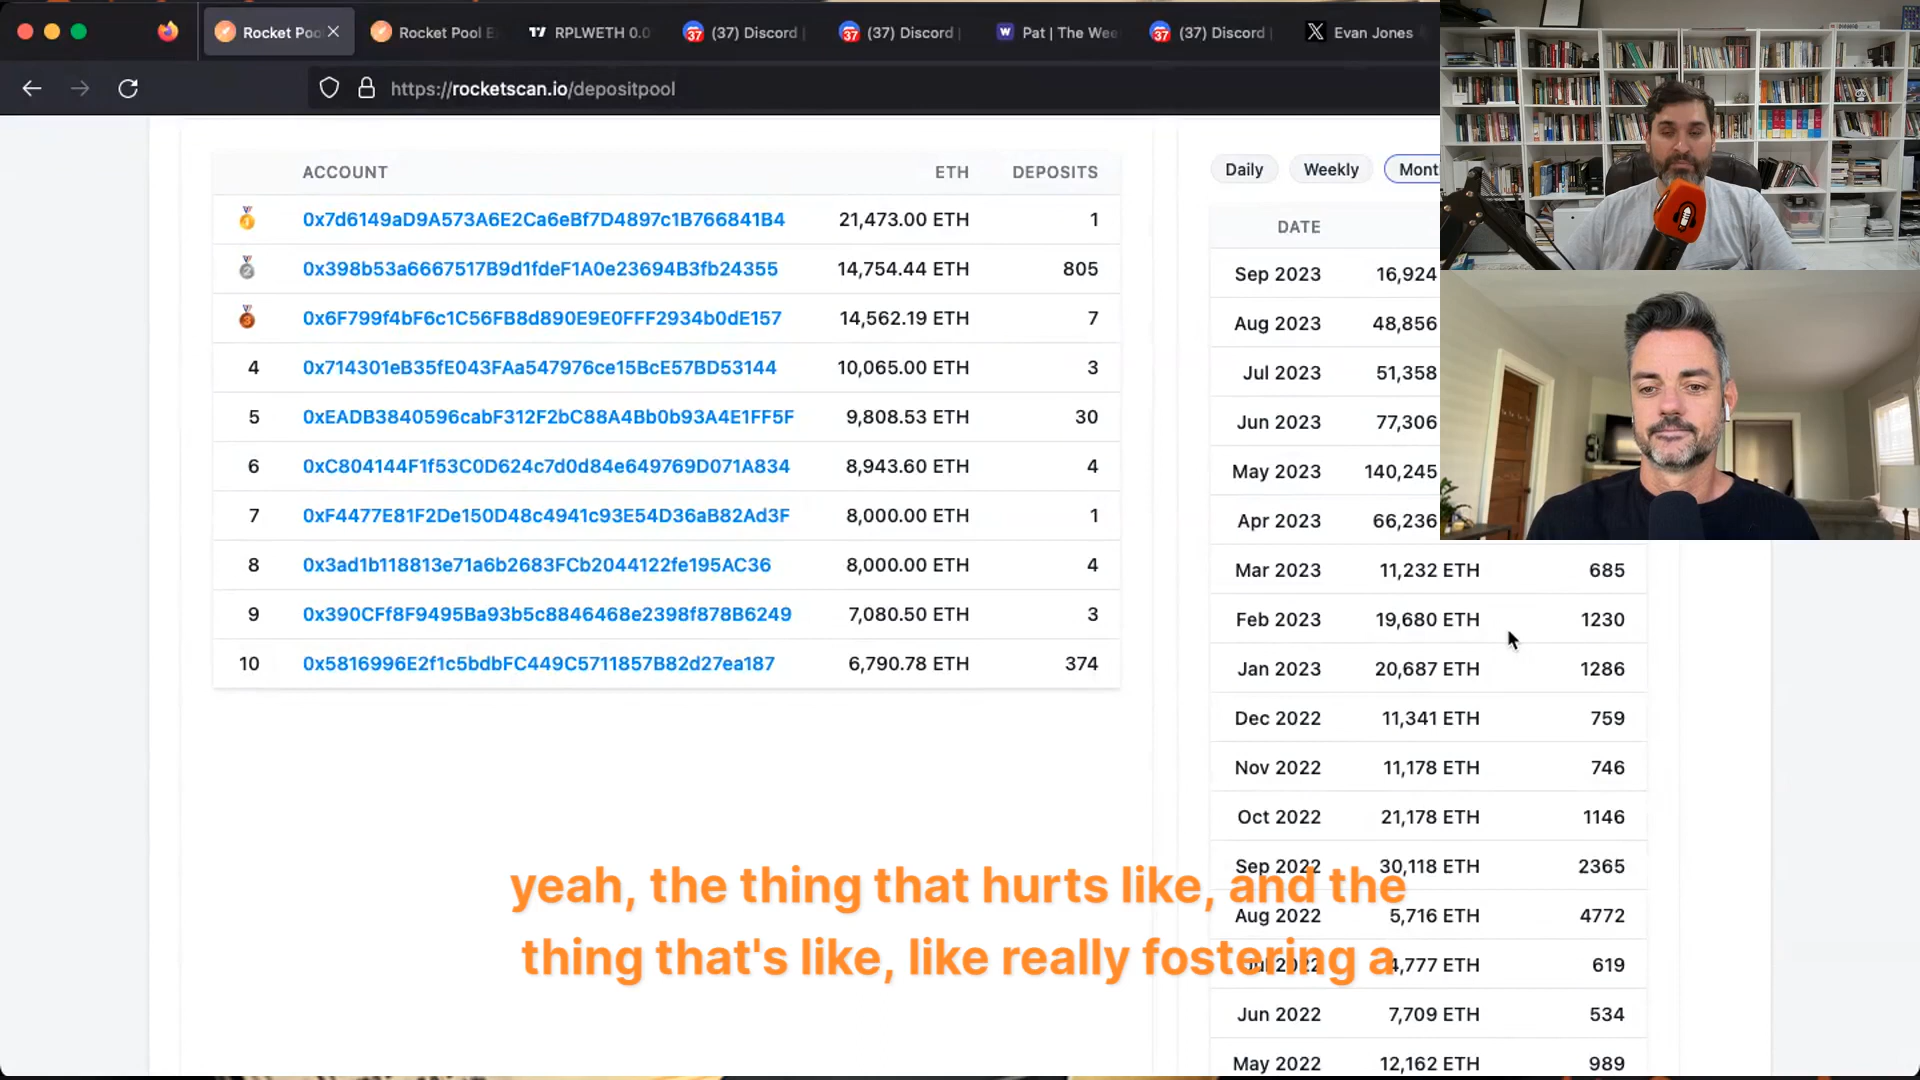 Rocket Poo
Rocket Pool E
RPLWETH 0.0
(37) Discord |
(37) Discord |
Pat | The Wee
(37) Discord |
Evan Jones
https://rocketscan.io/depositpool
ACCOUNT ETH DEPOSITS
0x7d6149aD9A573A6E2Ca6eBf7D4897c1B766841B4 21,473.00 ETH 1
0x398b53a6667517B9d1fdeF1A0e23694B3fb24355 14,754.44 ETH 805
0x6F799f4bF6c1C56FB8d890E9E0FFF2934b0dE157 14,562.19 ETH 7
4 0x714301eB35fE043FAa547976ce15BcE57BD53144 10,065.00 ETH 3
5 0xEADB3840596cabF312F2bC88A4Bb0b93A4E1FF5F 9,808.53 ETH 30
6 0xC804144F1f53C0D624c7d0d84e649769D071A834 8,943.60 ETH 4
7 0xF4477E81F2De150D48c4941c93E54D36aB82Ad3F 8,000.00 ETH 1
8 0x3ad1b118813e71a6b2683FCb2044122fe195AC36 8,000.00 ETH 4
9 0x390CFf8F9495Ba93b5c8846468e2398f878B6249 7,080.50 ETH 3
10 0x5816996E2f1c5bdbFC449C5711857B82d27ea187 6,790.78 ETH 374
Daily Weekly Mont
DATE
Sep 2023 16,924
Aug 2023 48,856
Jul 2023 51,358
Jun 2023 77,306
May 2023 140,245
Apr 2023 66,236
Mar 2023 11,232 ETH 685
Feb 2023 19,680 ETH 1230
Jan 2023 20,687 ETH 1286
Dec 2022 11,341 ETH 759
Nov 2022 11,178 ETH 746
Oct 2022 21,178 ETH 1146
Sep 2022 30,118 ETH 2365
Aug 2022 5,716 ETH 4772
Jul 2022 4,777 ETH 619
Jun 2022 7,709 ETH 534
May 2022 12,162 ETH 989
yeah, the thing that hurts like, and the
thing that's like, like really fostering a